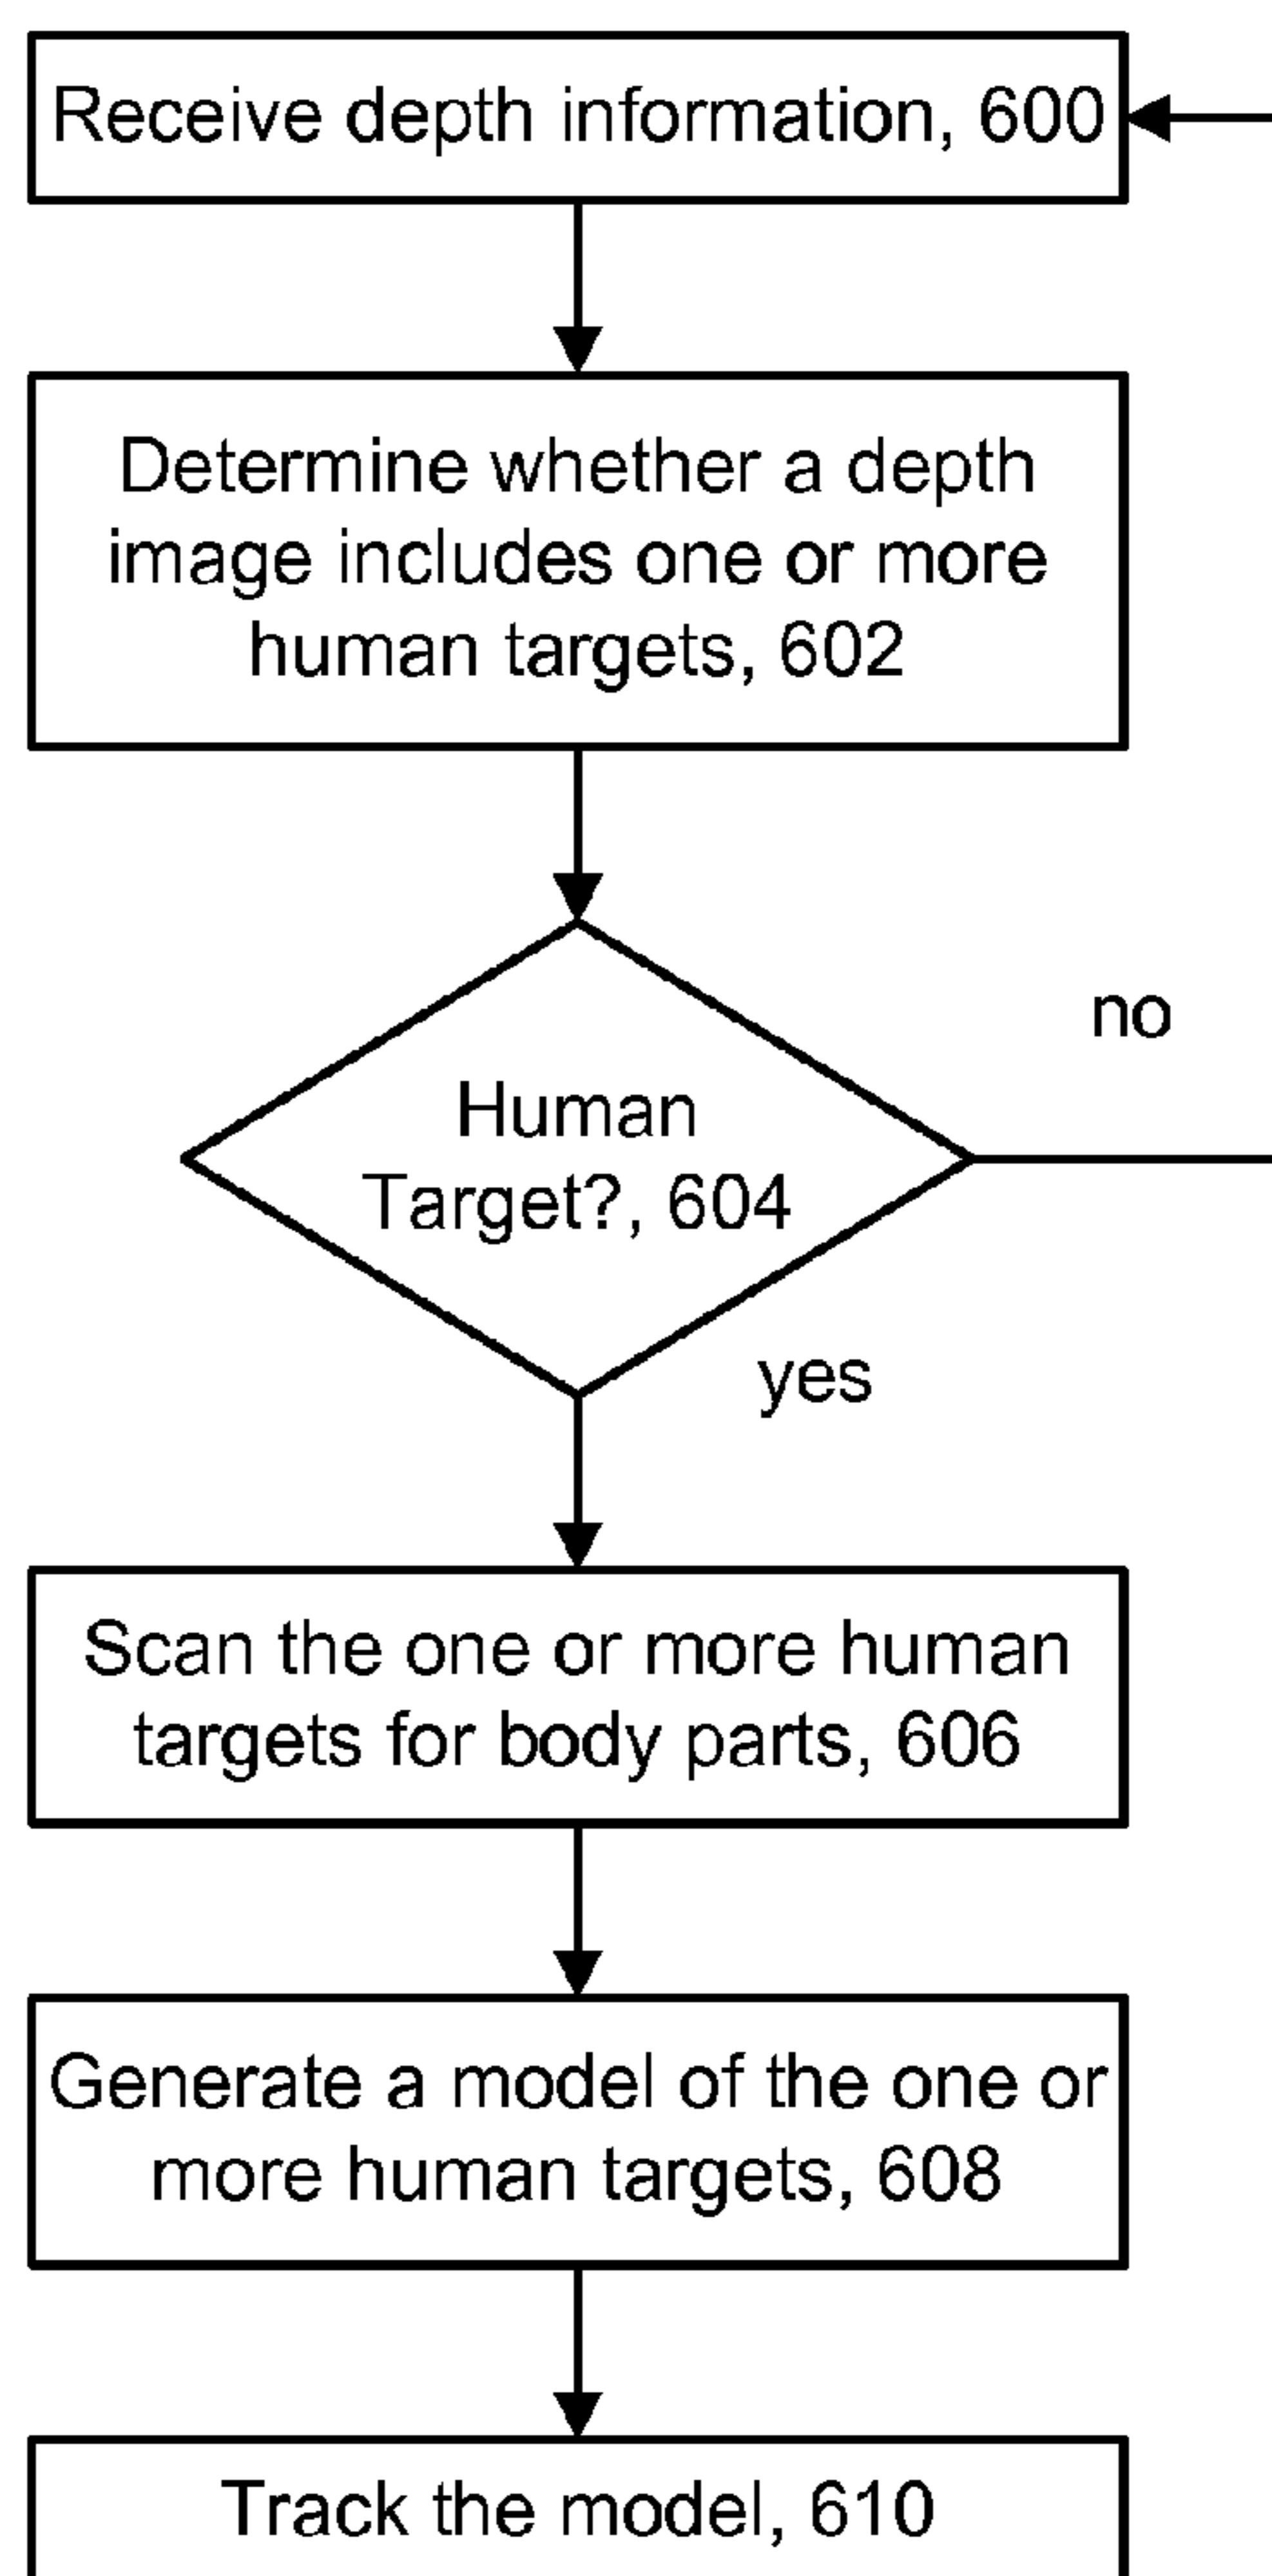 Receive depth information, 600
Determine whether a depth
image includes one or more
human targets, 602
no
Human
Target?, 604
yes
Scan the one or more human
targets for body parts, 606
Generate a model of the one or
more human targets, 608
Track the model, 610